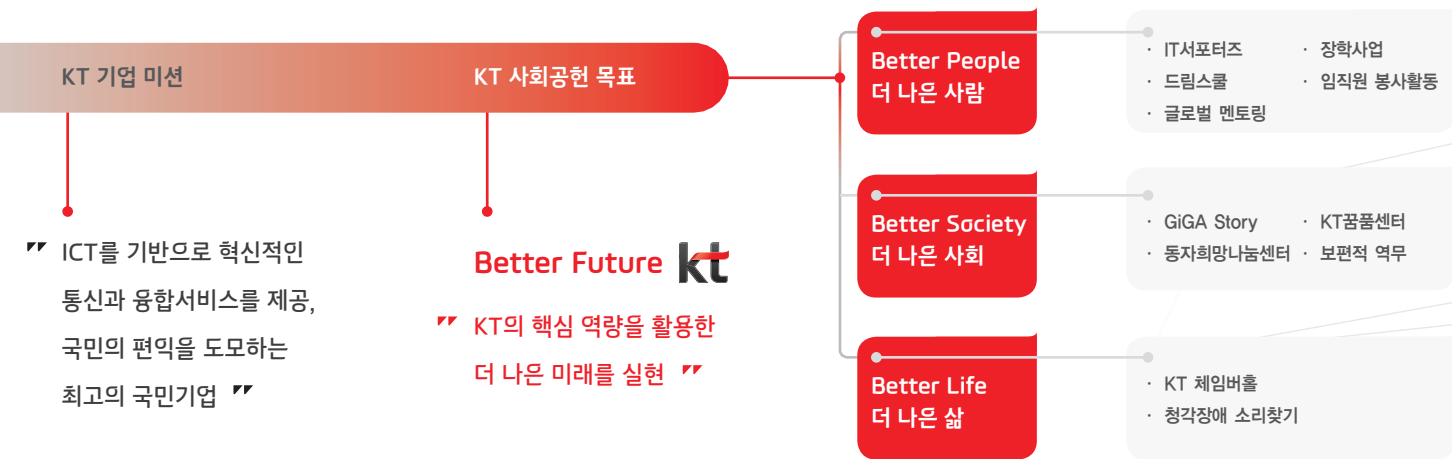 KT 기업 미션
KT 사회공헌 목표
〞 ICT를 기반으로 혁신적인
통신과 융합서비스를 제공,
국민의 편익을 도모하는
최고의 국민기업 〞
Better Future kt
〞 KT의 핵심 역량을 활용한
더 나은 미래를 실현 〞
Better People
더 나은 사람
· IT서포터즈 · 장학사업
· 드림스쿨 · 임직원 봉사활동
· 글로벌 멘토링
Better Society
더 나은 사회
· GiGA Story · KT꿈품센터
· 동자희망나눔센터 · 보편적 역무
Better Life
더 나은 삶
· KT 체임버홀
· 청각장애 소리찾기